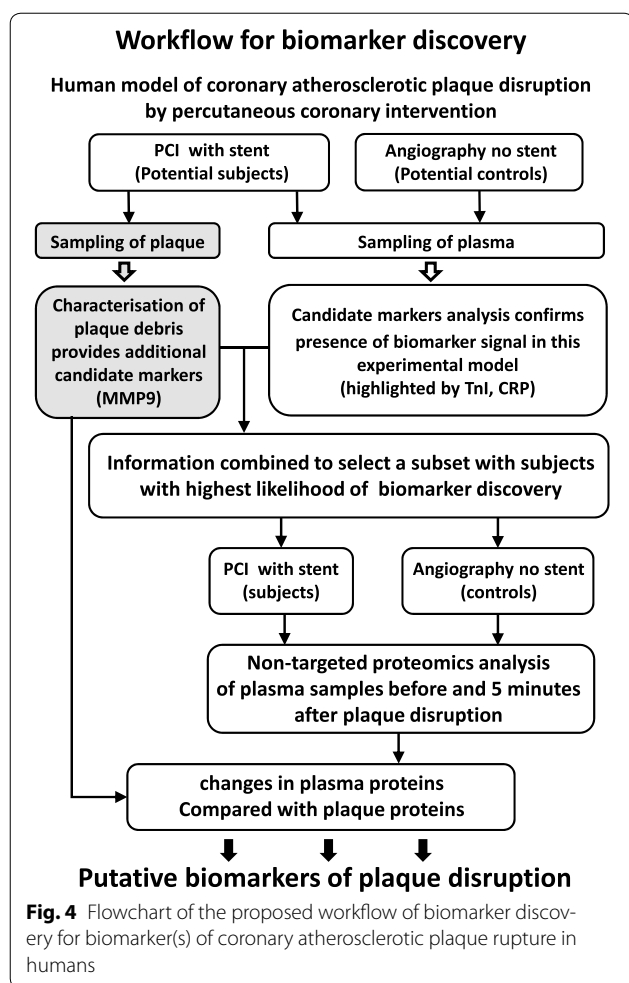 Workflow for biomarker discovery
Human model of coronary atherosclerotic plaque disruption
by percutaneous coronary intervention
PCI with stent
(Potential subjects)
Angiography no stent
(Potential controls)
Sampling of plaque
Sampling of plasma
Characterisation of
plaque debris
provides additional
candidate markers
(MMP9)
Candidate markers analysis confirms
presence of biomarker signal in this
experimental model
(highlighted by TnI, CRP)
Information combined to select a subset with subjects
with highest likelihood of biomarker discovery
PCI with stent
(subjects)
Angiography no stent
(controls)
Non-targeted proteomics analysis
of plasma samples before and 5 minutes
after plaque disruption
changes in plasma proteins
Compared with plaque proteins
Putative biomarkers of plaque disruption
Fig. 4 Flowchart of the proposed workflow of biomarker discov-
ery for biomarker(s) of coronary atherosclerotic plaque rupture in
humans